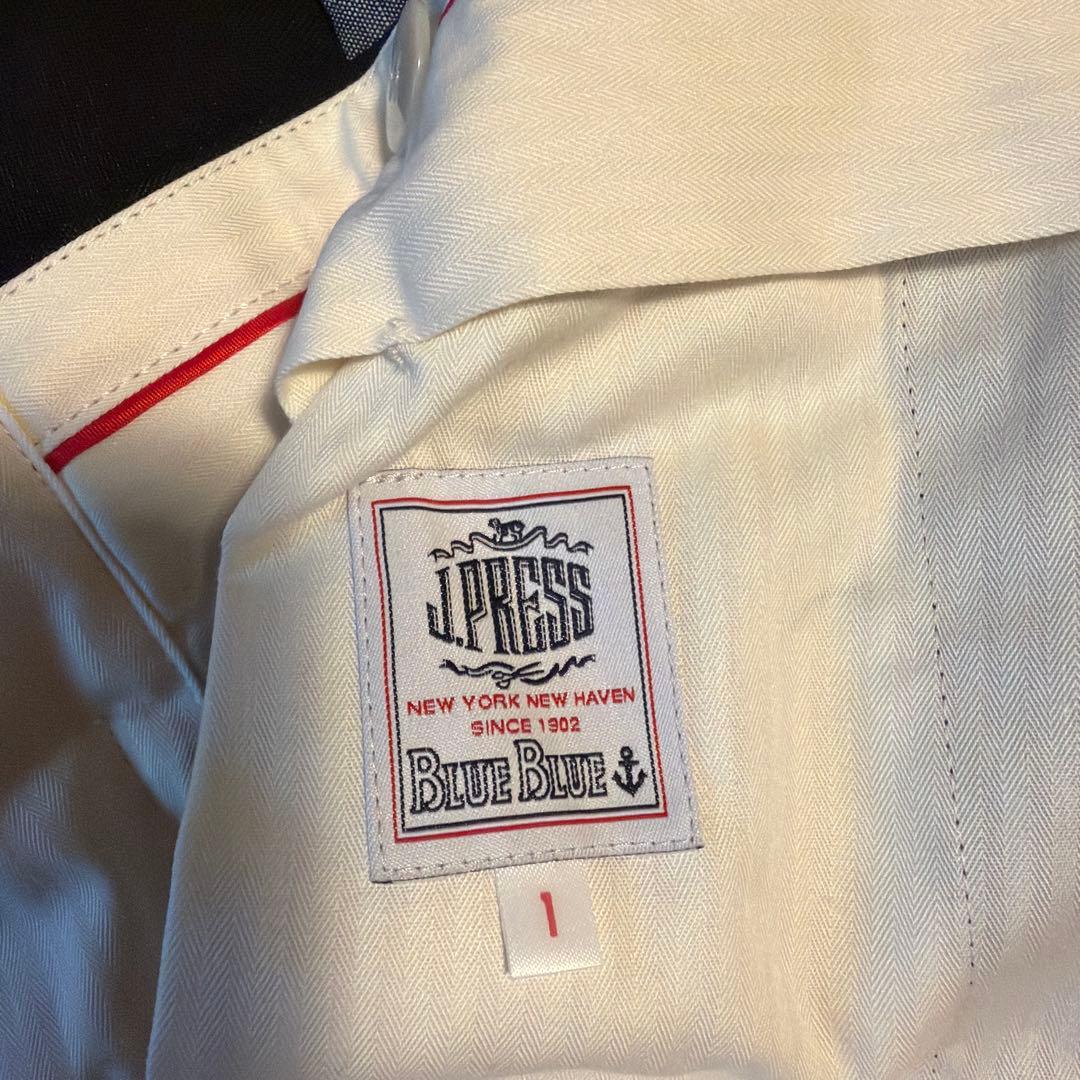 J.PRESS
NEW YORK NEW HAVEN
SINCE 1902
BLUE BLUE
1